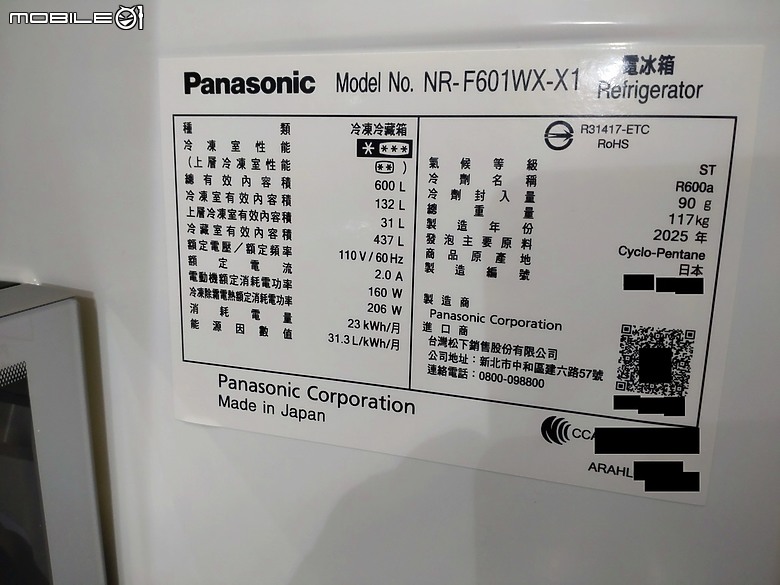 MOBILE01
Panasonic Model No. NR-F601WX-X1 電冰箱 Refrigerator
種類 冷凍冷藏箱
冷凍室性能 * ***
(上層冷凍室性能 ** )
總有效內容積 600 L
冷凍室有效內容積 132 L
上層冷凍室有效內容積 31 L
冷藏室有效內容積 437 L
額定電壓/額定頻率 110 V / 60 Hz
額定電流 2.0 A
電動機額定消耗電功率 160 W
冷凍除霜電熱額定消耗電功率 206 W
消耗電量 23 kWh/月
能源因數值 31.3 L/kWh/月
R31417-ETC
RoHS
氣候等級 ST
冷劑名稱 R600a
冷劑封入量 90 g
總重量 117 kg
製造年份 2025 年
發泡主要原料 Cyclo-Pentane
商品原產地 日本
製造編號
製造商
Panasonic Corporation
進口商
台灣松下銷售股份有限公司
公司地址：新北市中和區建六路57號
連絡電話：0800-098800
Panasonic Corporation
Made in Japan
CCA
ARAHL